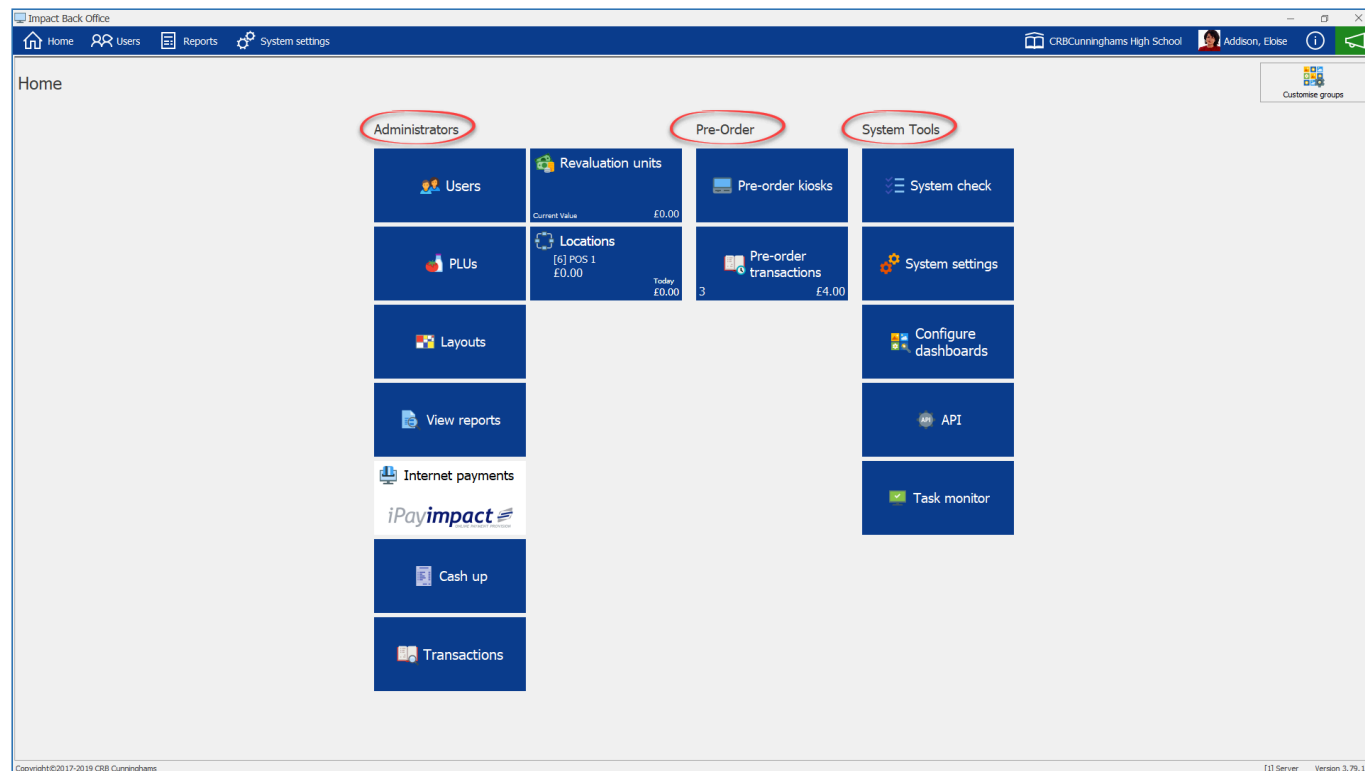 Impact Back Office
Home Users Reports System settings CRBCunninghams High School Addison, Eloise
Home
Customise groups
Administrators
Users
PLUs
Layouts
View reports
Internet payments
iPayimpact
ONLINE PAYMENT PROVISION
Cash up
Transactions
Revaluation units
Current Value £0.00
Locations
[6] POS 1
£0.00
Today
£0.00
Pre-Order
Pre-order kiosks
Pre-order
transactions
3 £4.00
System Tools
System check
System settings
Configure
dashboards
API
API
Task monitor
Copyright©2017-2019 CRB Cunninghams [1] Server Version 3.79.1